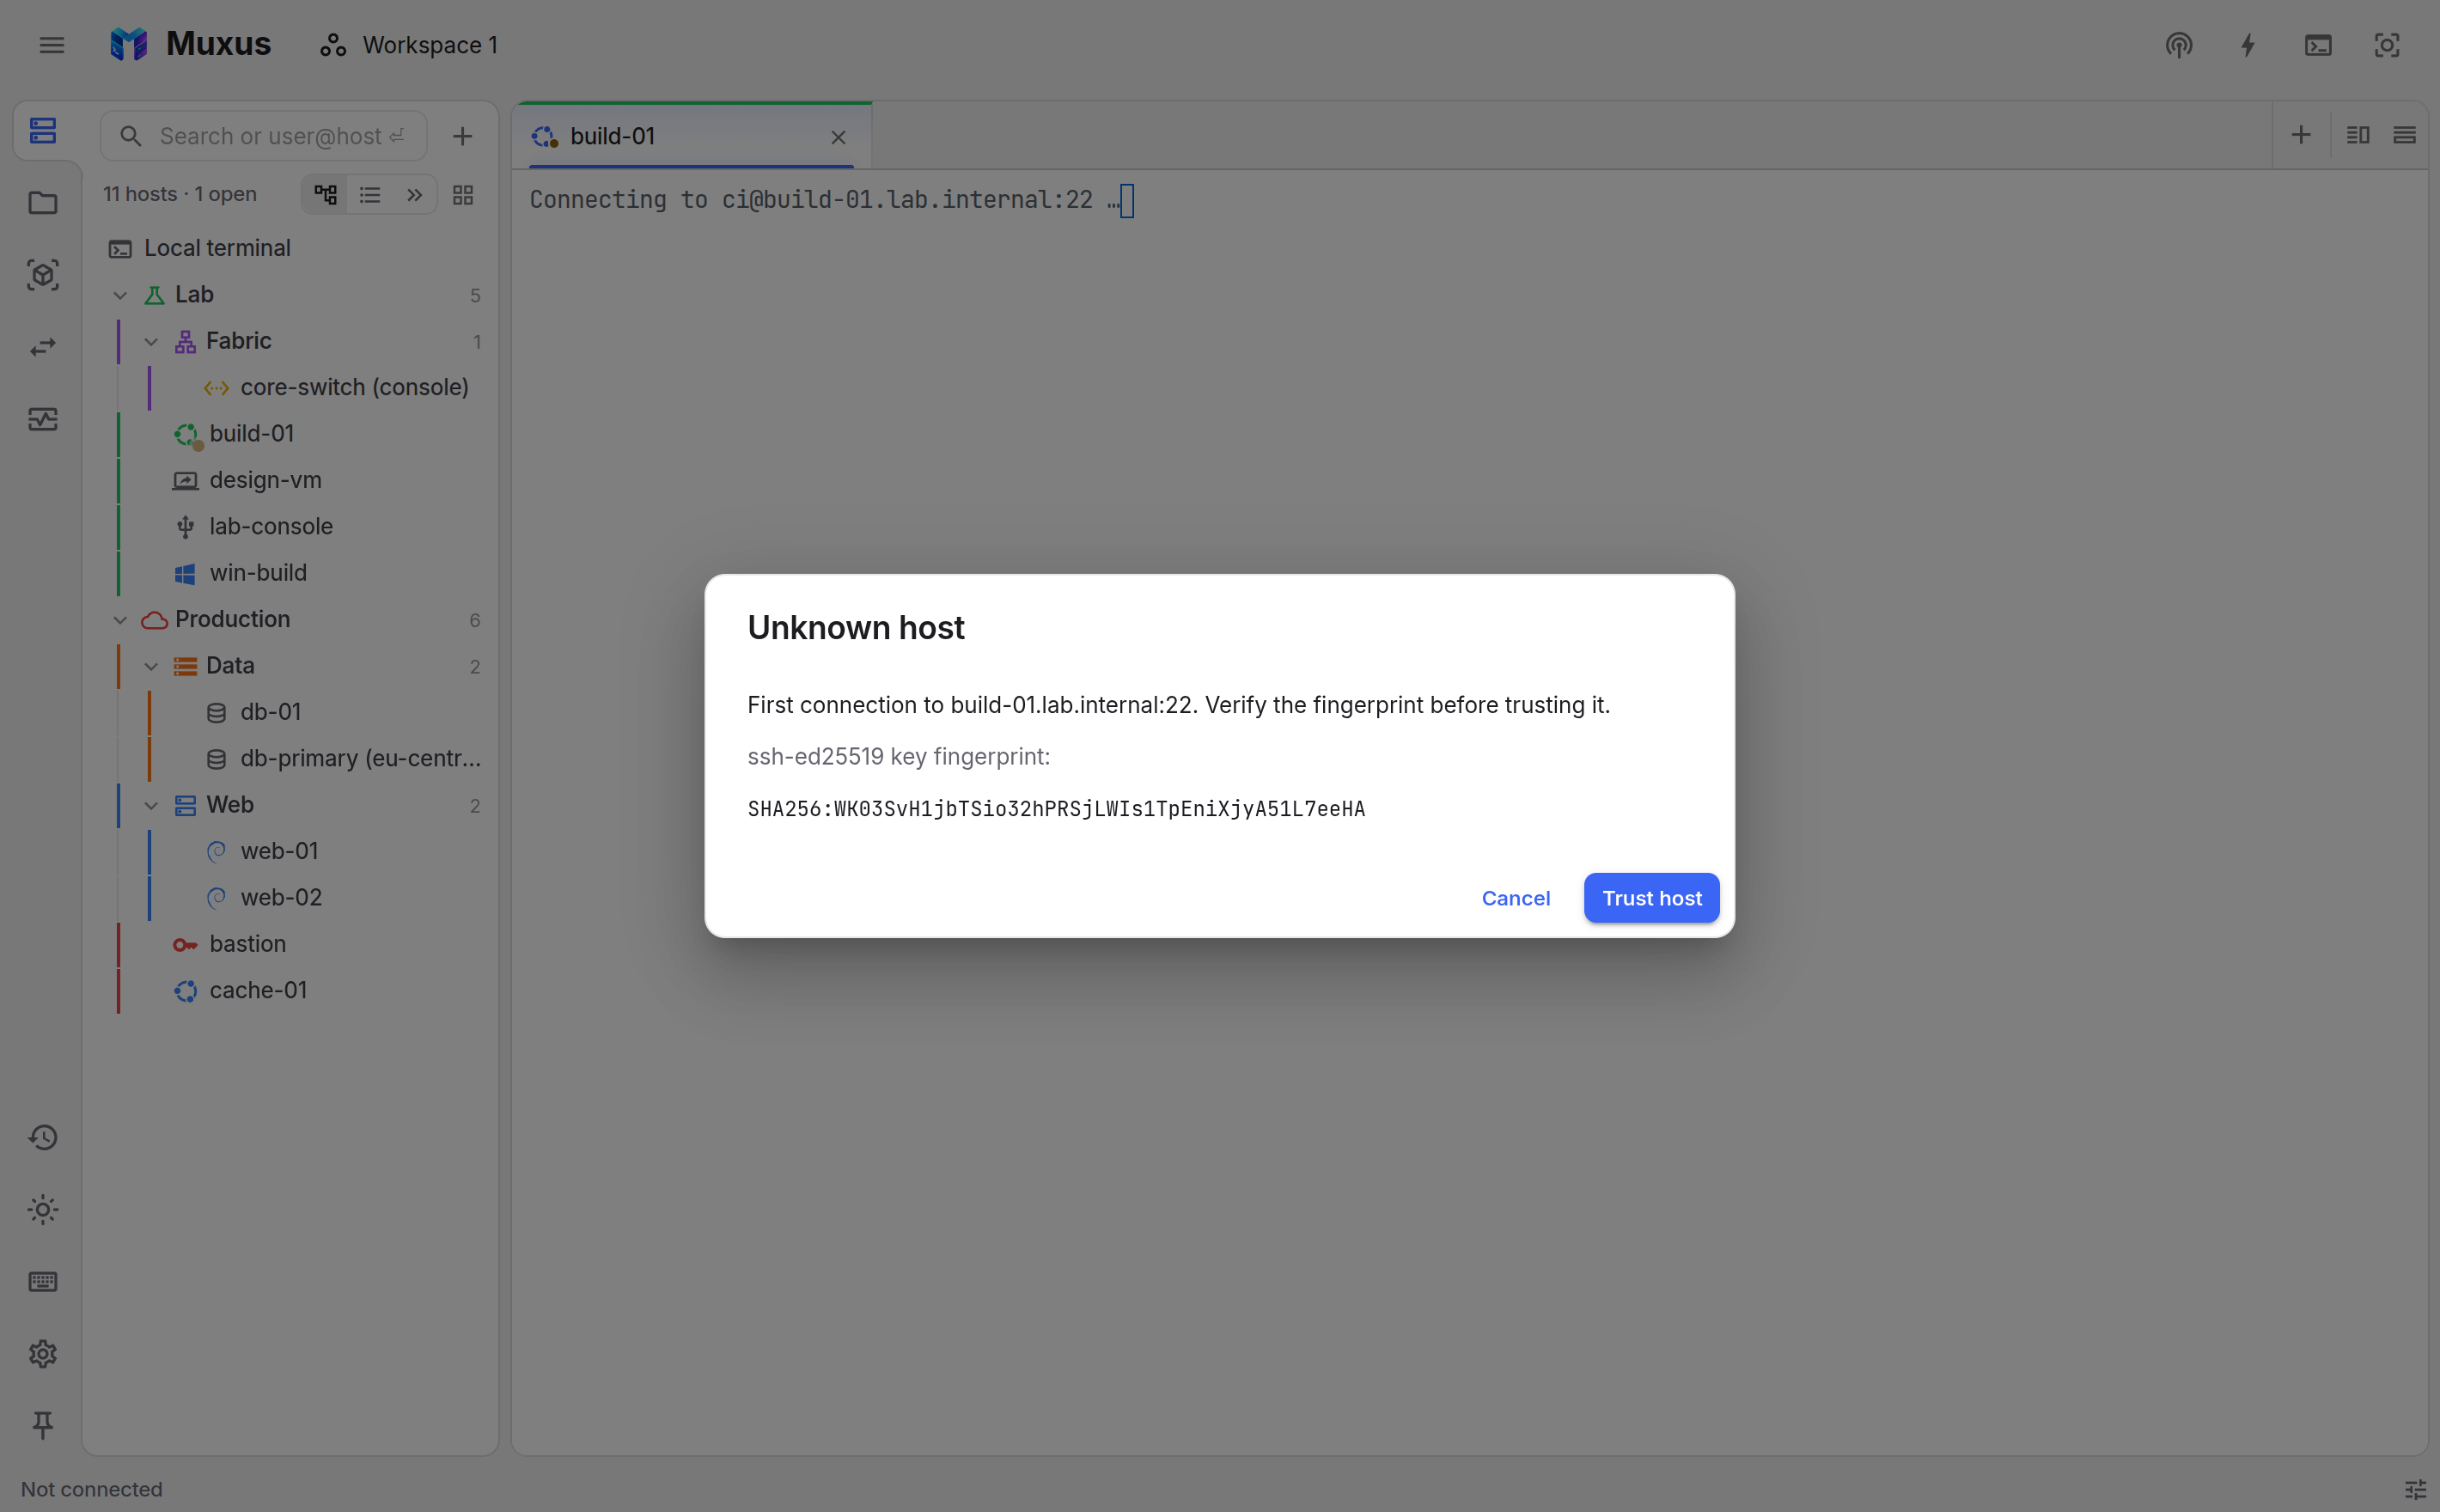 Muxus
Workspace 1
Search or user@host
11 hosts · 1 open
Local terminal
Lab 5
Fabric 1
core-switch (console)
build-01
design-vm
lab-console
win-build
Production 6
Data 2
db-01
db-primary (eu-centr...
Web 2
web-01
web-02
bastion
cache-01
build-01
Connecting to ci@build-01.lab.internal:22 …
Unknown host
First connection to build-01.lab.internal:22. Verify the fingerprint before trusting it.
ssh-ed25519 key fingerprint:
SHA256:WK03SvH1jbTSio32hPRSjLWIs1TpEniXjyA51L7eeHA
Cancel
Trust host
Not connected